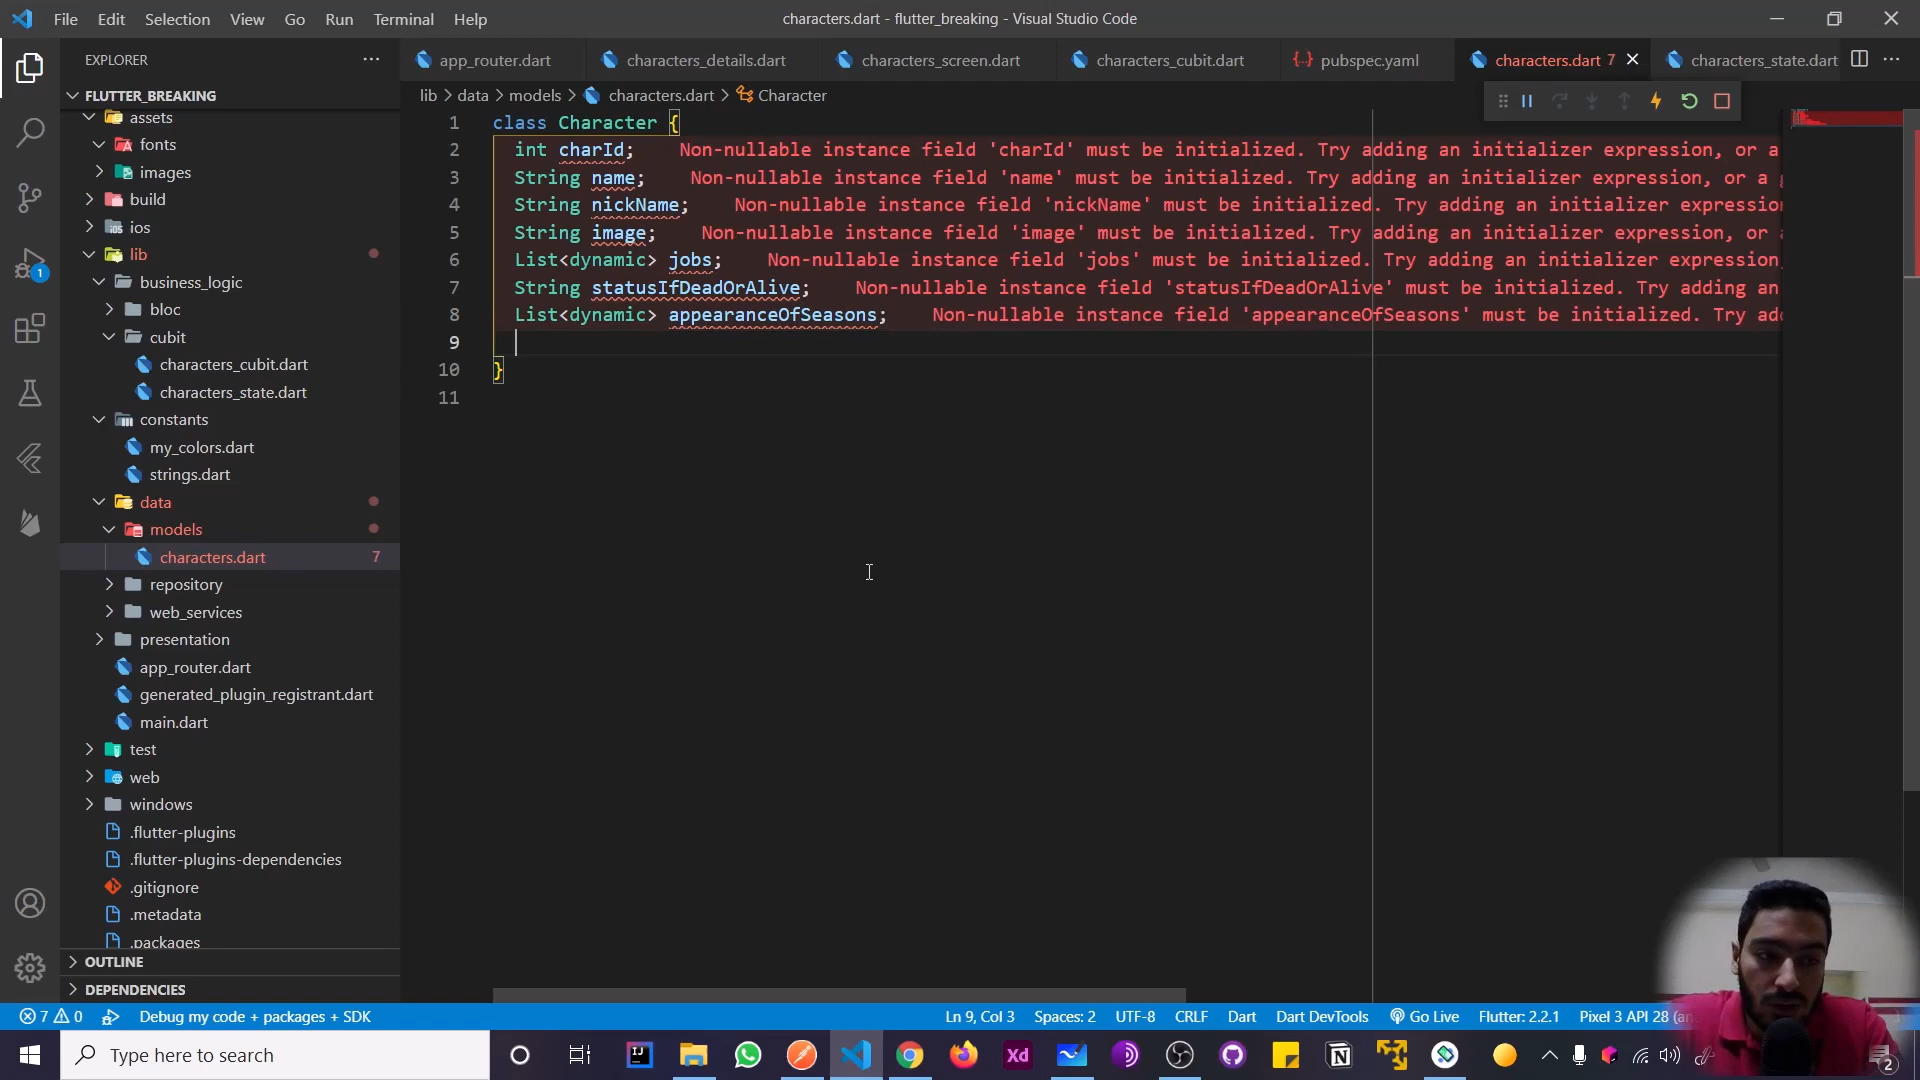 File Edit Selection View Go Run Terminal Help
characters.dart - flutter_breaking - Visual Studio Code
EXPLORER
app_router.dart
characters_details.dart
characters_screen.dart
characters_cubit.dart
pubspec.yaml
characters.dart 7
characters_state.dart
FLUTTER_BREAKING
lib > data > models > characters.dart > Character
assets
fonts
images
build
ios
lib
business_logic
bloc
cubit
characters_cubit.dart
characters_state.dart
constants
my_colors.dart
strings.dart
data
models
characters.dart 7
repository
web_services
presentation
app_router.dart
generated_plugin_registrant.dart
main.dart
test
web
windows
.flutter-plugins
.flutter-plugins-dependencies
.gitignore
.metadata
.packages
OUTLINE
DEPENDENCIES
1
1 class Character {
2 int charId; Non-nullable instance field 'charId' must be initialized. Try adding an initializer expression, or a
3 String name; Non-nullable instance field 'name' must be initialized. Try adding an initializer expression, or a
4 String nickName; Non-nullable instance field 'nickName' must be initialized. Try adding an initializer expression
5 String image; Non-nullable instance field 'image' must be initialized. Try adding an initializer expression, or
6 List<dynamic> jobs; Non-nullable instance field 'jobs' must be initialized. Try adding an initializer expression,
7 String statusIfDeadOrAlive; Non-nullable instance field 'statusIfDeadOrAlive' must be initialized. Try adding an
8 List<dynamic> appearanceOfSeasons; Non-nullable instance field 'appearanceOfSeasons' must be initialized. Try
9
10 }
11
7 0 Debug my code + packages + SDK
Ln 9, Col 3 Spaces: 2 UTF-8 CRLF Dart Dart DevTools Go Live Flutter: 2.2.1 Pixel 3 API 28
Type here to search
IJ
Xd
N
2